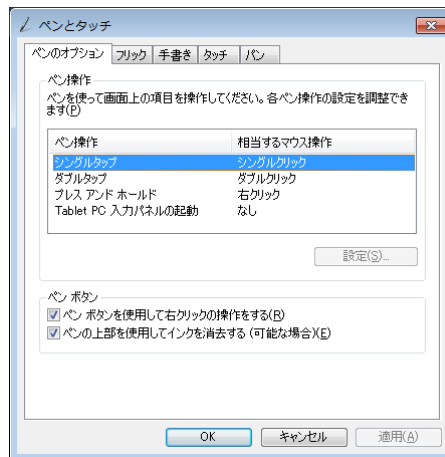 ペンとタッチ
ペンのオプション フリック 手書き タッチ パン
ペン操作
ペンを使って画面上の項目を操作してください。各ペン操作の設定を調整でき
ます(P)
ペン操作 相当するマウス操作
シングルタップ シングルクリック
ダブルタップ ダブルクリック
プレス アンド ホールド 右クリック
Tablet PC 入力パネルの起動 なし
設定(S)...
ペン ボタン
ペン ボタンを使用して右クリックの操作をする(R)
ペンの上部を使用してインクを消去する (可能な場合)(E)
OK キャンセル 適用(A)